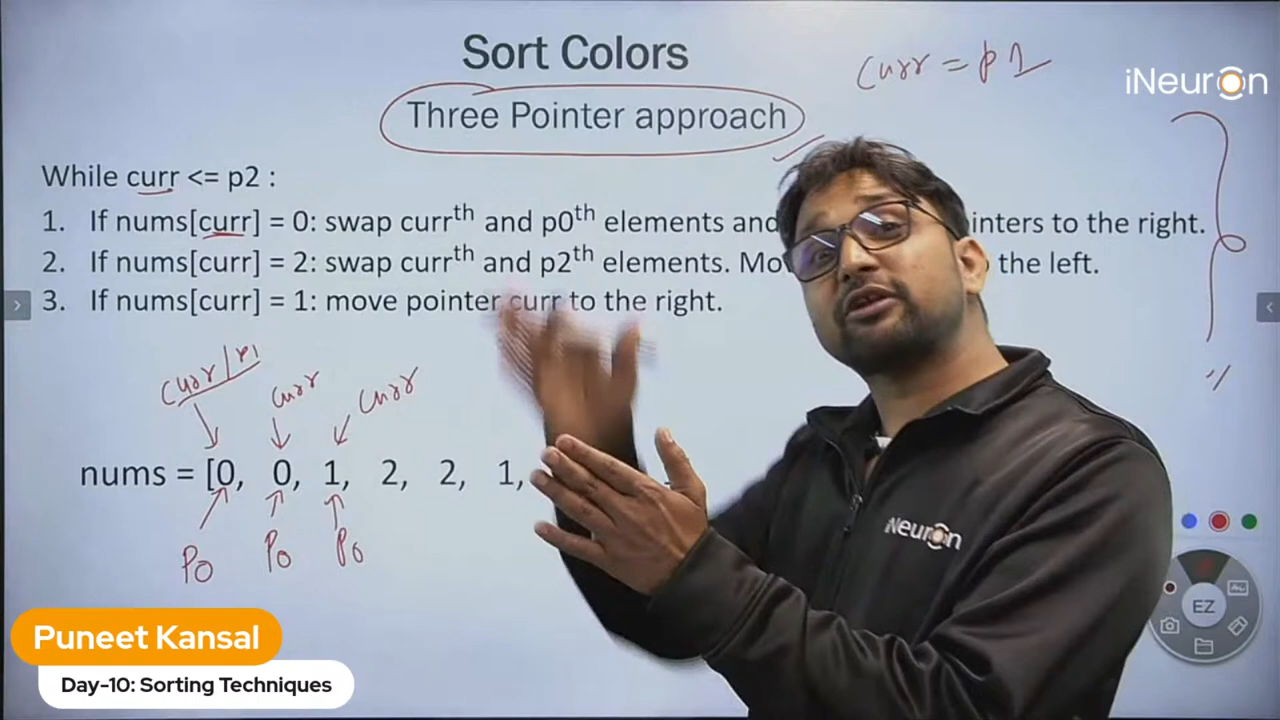 Sort Colors
Curr = P1
iNeuron
Three Pointer approach
While curr <= p2 :
1. If nums[curr] = 0: swap currth and p0th elements and inters to the right.
2. If nums[curr] = 2: swap currth and p2th elements. Mo the left.
3. If nums[curr] = 1: move pointer curr to the right.
Curr/P1 Curr Curr
nums = [0, 0, 1, 2, 2, 1,
P0 P0 P0
iNeuron
EZ
Puneet Kansal
Day-10: Sorting Techniques